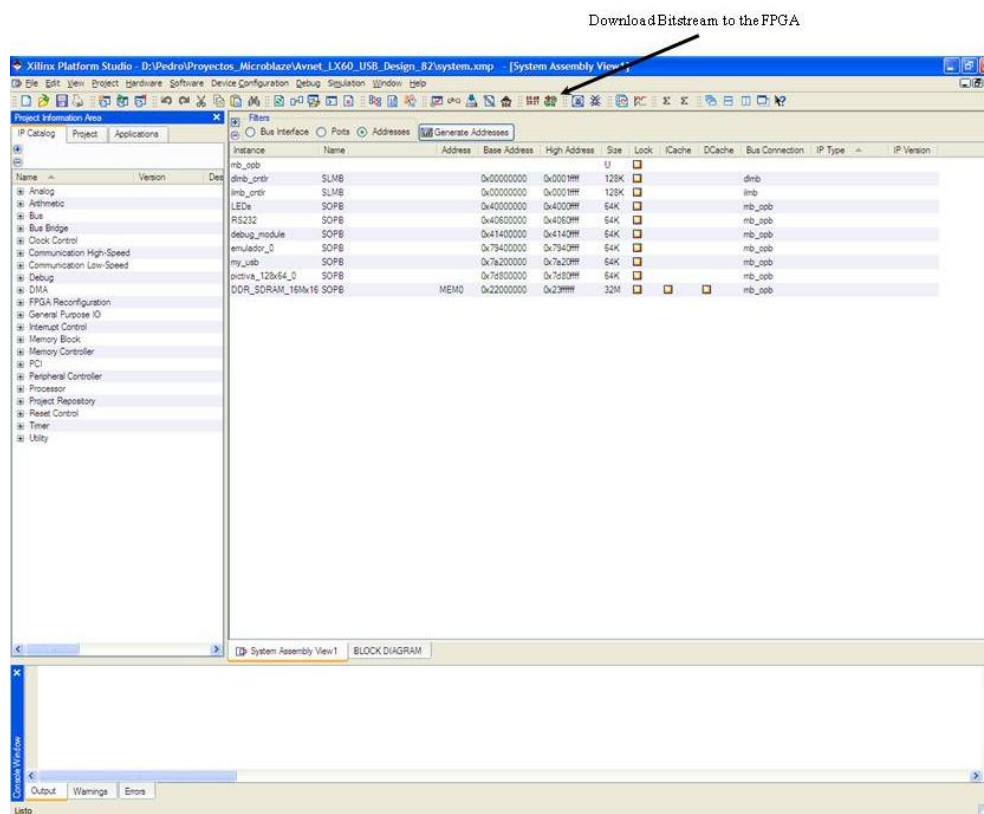 Download Bitstream to the FPGA
Xilinx Platform Studio - D:\Pedro\Proyectos_Microblaze\Avnet_LX60_USB_Design_82\system.xmp - [System Assembly View1]
File Edit View Project Hardware Software Device Configuration Debug Simulation Window Help
Project Information Area
IP Catalog Project Applications
Name Version Des
Analog
Arithmetic
Bus
Bus Bridge
Clock Control
Communication High-Speed
Communication Low-Speed
Debug
DMA
FPGA Reconfiguration
General Purpose IO
Interrupt Control
Memory Block
Memory Controller
PCI
Peripheral Controller
Processor
Project Repository
Reset Control
Timer
Utility
Filters
Bus Interface Ports Addresses Generate Addresses
Instance Name Address Base Address High Address Size Lock ICache DCache Bus Connection IP Type IP Version
mb_opb U
dlmb_cntlr SLMB 0x00000000 0x0001ffff 128K dlmb
ilmb_cntlr SLMB 0x00000000 0x0001ffff 128K ilmb
LEDs SOPB 0x40000000 0x4000ffff 64K mb_opb
RS232 SOPB 0x40600000 0x4060ffff 64K mb_opb
debug_module SOPB 0x41400000 0x4140ffff 64K mb_opb
emulador_0 SOPB 0x79400000 0x7940ffff 64K mb_opb
my_usb SOPB 0x7a200000 0x7a20ffff 64K mb_opb
pictiva_128x64_0 SOPB 0x7d800000 0x7d80ffff 64K mb_opb
DDR_SDRAM_16Mx16 SOPB MEM0 0x22000000 0x23ffffff 32M mb_opb
System Assembly View1 BLOCK DIAGRAM
Console Window
Output Warnings Errors
Listo